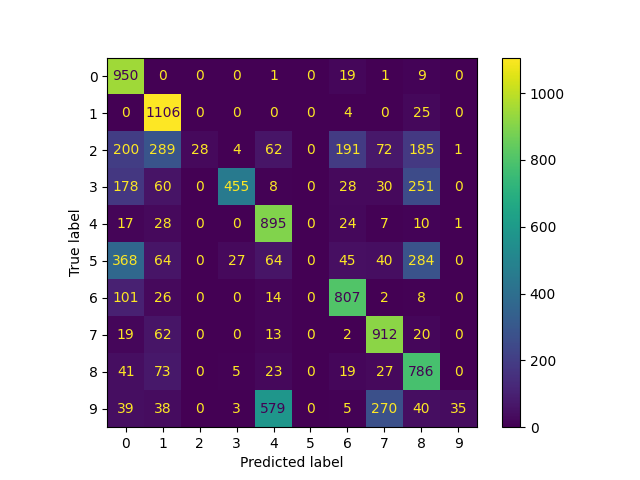 0 950 0 0 0 1 0 19 1 9 0
1 0 1106 0 0 0 0 4 0 25 0
2 200 289 28 4 62 0 191 72 185 1
3 178 60 0 455 8 0 28 30 251 0
4 17 28 0 0 895 0 24 7 10 1
5 368 64 0 27 64 0 45 40 284 0
6 101 26 0 0 14 0 807 2 8 0
7 19 62 0 0 13 0 2 912 20 0
8 41 73 0 5 23 0 19 27 786 0
9 39 38 0 3 579 0 5 270 40 35
0 1 2 3 4 5 6 7 8 9
Predicted label
True label
1000
800
600
400
200
0